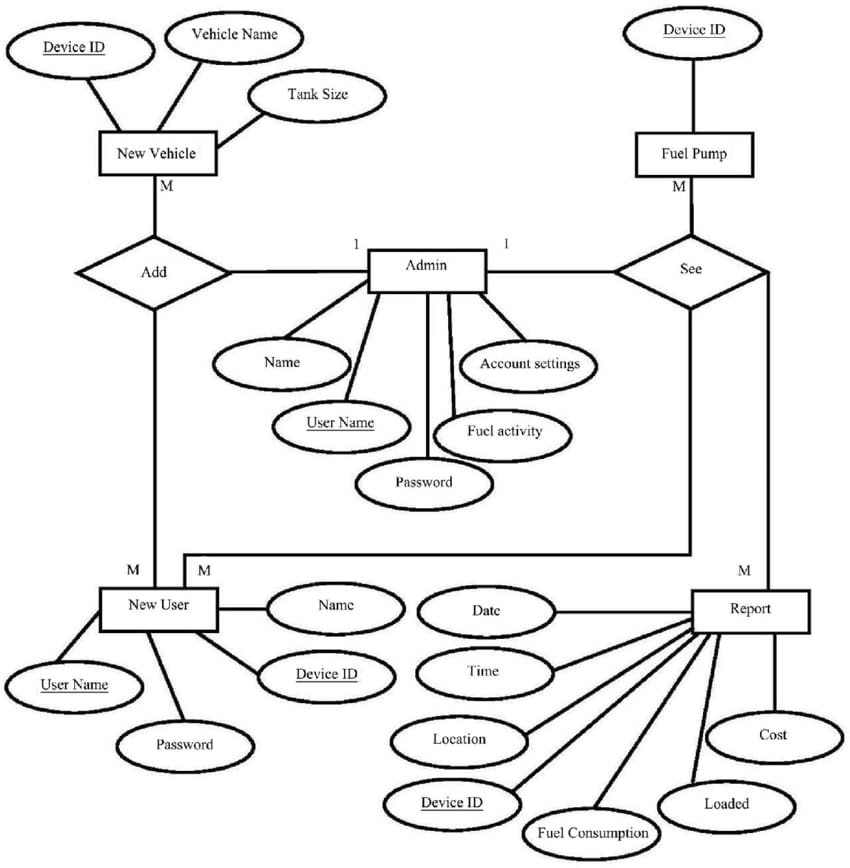 Device ID
Vehicle Name
Device ID
Tank Size
New Vehicle
Fuel Pump
M
M
1
1
Add
Admin
See
Name
Account settings
User Name
Fuel activity
Password
M
M
M
New User
Name
Date
Report
User Name
Device ID
Time
Password
Location
Cost
Device ID
Loaded
Fuel Consumption